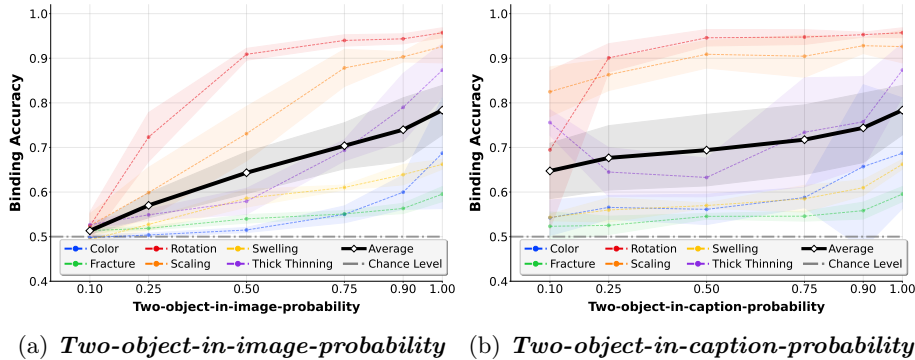 1.0
0.9
0.8
0.7
0.6
0.5
0.4
Binding Accuracy
Color
Rotation
Swelling
Average
Fracture
Scaling
Thick Thinning
Chance Level
0.10
0.25
0.50
0.75
0.90
1.00
Two-object-in-image-probability
(a) Two-object-in-image-probability
1.0
0.9
0.8
0.7
0.6
0.5
0.4
Binding Accuracy
Color
Rotation
Swelling
Average
Fracture
Scaling
Thick Thinning
Chance Level
0.10
0.25
0.50
0.75
0.90
1.00
Two-object-in-caption-probability
(b) Two-object-in-caption-probability